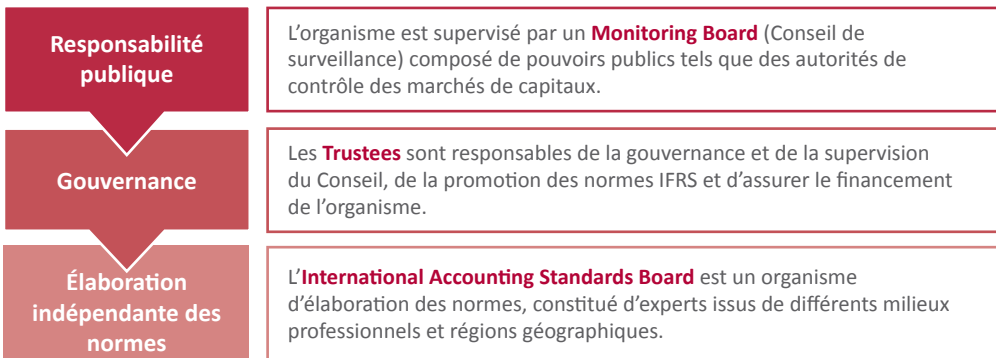 Responsabilité
publique
L’organisme est supervisé par un Monitoring Board (Conseil de
surveillance) composé de pouvoirs publics tels que des autorités de
contrôle des marchés de capitaux.
Gouvernance
Les Trustees sont responsables de la gouvernance et de la supervision
du Conseil, de la promotion des normes IFRS et d’assurer le financement
de l’organisme.
Élaboration
indépendante des
normes
L’International Accounting Standards Board est un organisme
d’élaboration des normes, constitué d’experts issus de différents milieux
professionnels et régions géographiques.